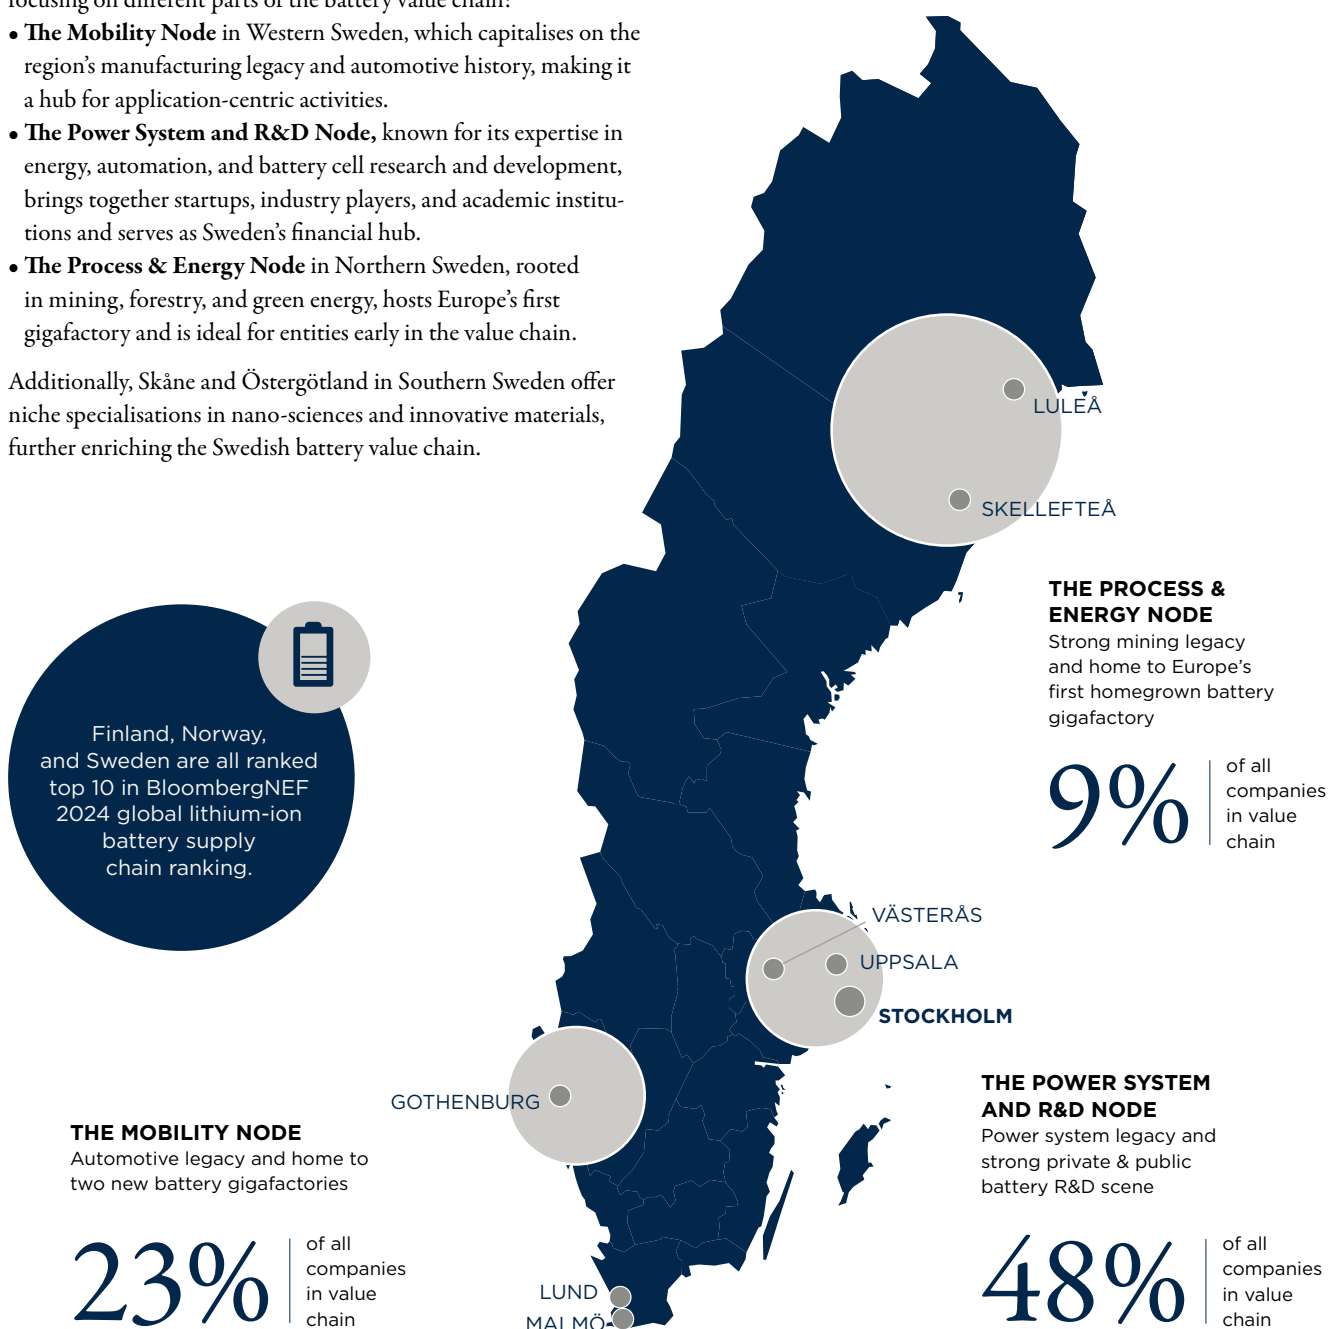 focusing on different parts of the battery value chain:
• The Mobility Node in Western Sweden, which capitalises on the
region's manufacturing legacy and automotive history, making it
a hub for application-centric activities.
• The Power System and R&D Node, known for its expertise in
energy, automation, and battery cell research and development,
brings together startups, industry players, and academic institu-
tions and serves as Sweden's financial hub.
• The Process & Energy Node in Northern Sweden, rooted
in mining, forestry, and green energy, hosts Europe's first
gigafactory and is ideal for entities early in the value chain.
Additionally, Skåne and Östergötland in Southern Sweden offer
niche specialisations in nano-sciences and innovative materials,
further enriching the Swedish battery value chain.
LULEÅ
SKELLEFTEÅ
THE PROCESS &
ENERGY NODE
Strong mining legacy
and home to Europe's
first homegrown battery
gigafactory
9%
of all
companies
in value
chain
Finland, Norway,
and Sweden are all ranked
top 10 in BloombergNEF
2024 global lithium-ion
battery supply
chain ranking.
VÄSTERÅS
UPPSALA
STOCKHOLM
GOTHENBURG
THE POWER SYSTEM
AND R&D NODE
Power system legacy and
strong private & public
battery R&D scene
48%
of all
companies
in value
chain
THE MOBILITY NODE
Automotive legacy and home to
two new battery gigafactories
23%
of all
companies
in value
chain
LUND
MALMÖ